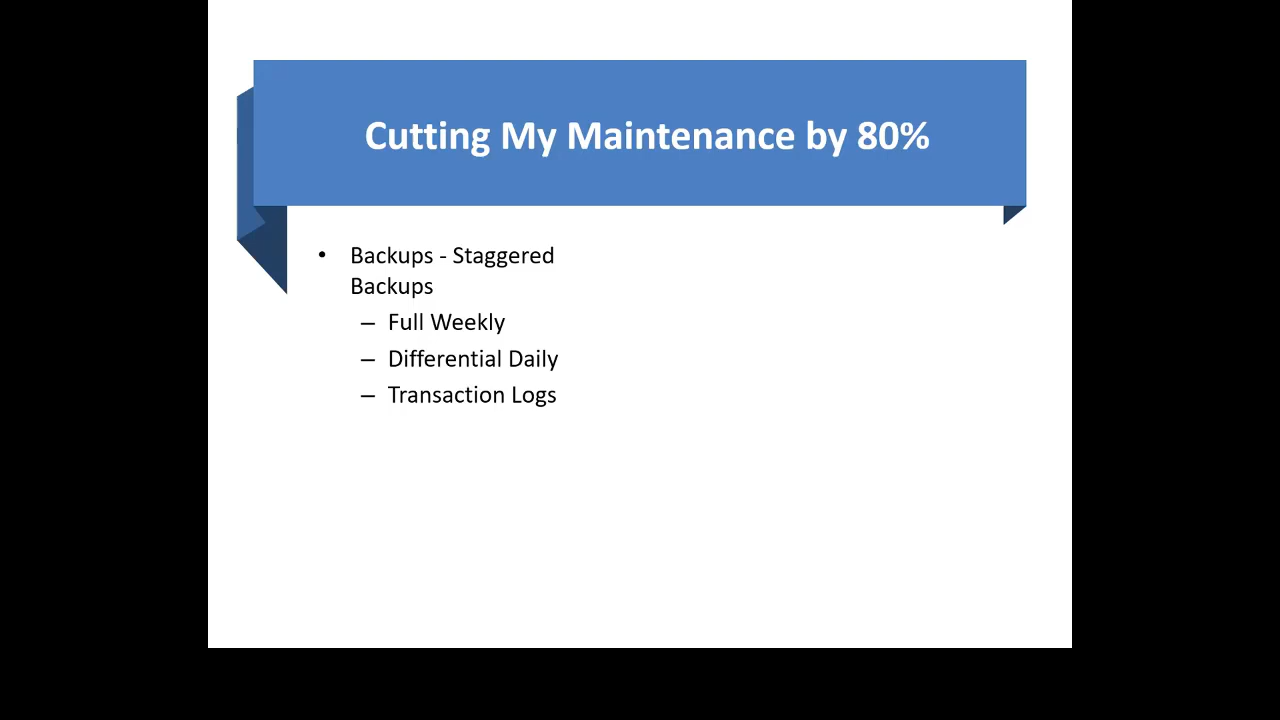 Cutting My Maintenance by 80%
• Backups - Staggered
Backups
– Full Weekly
– Differential Daily
– Transaction Logs